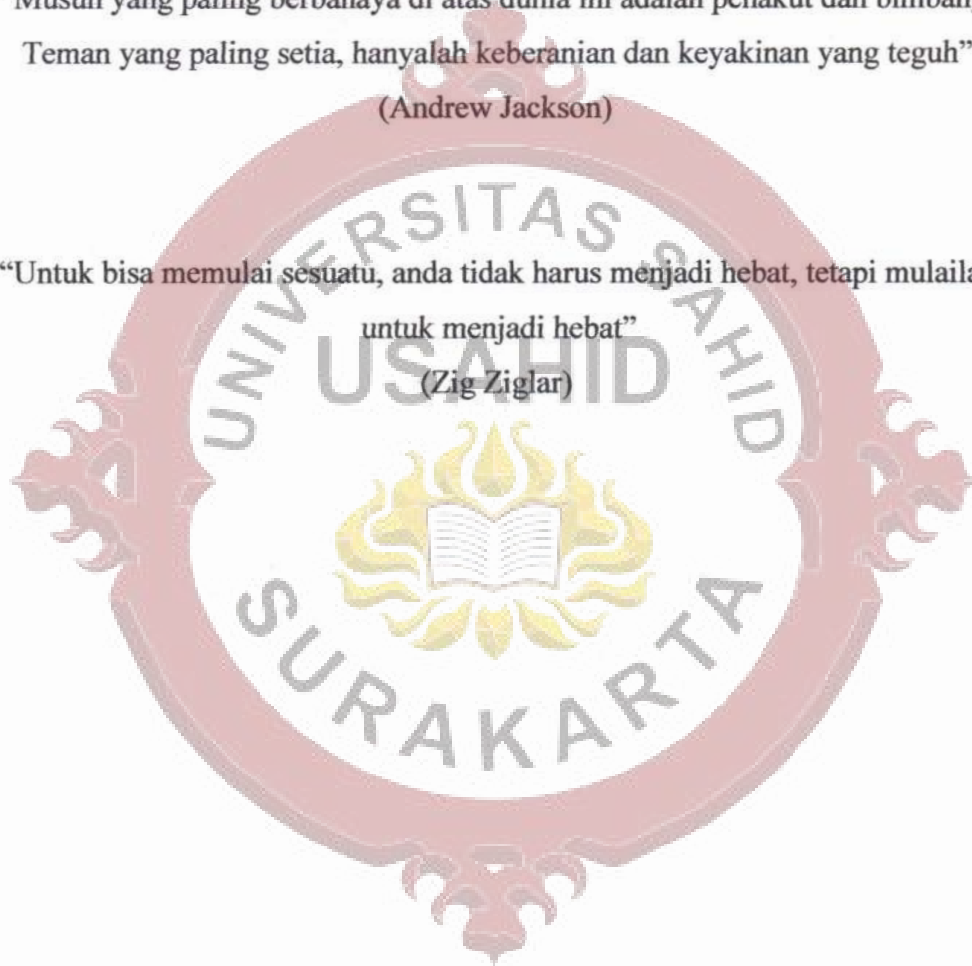 Musuh yang paling berbahaya di atas dunia ini adalah penakut dan bimbang
Teman yang paling setia, hanyalah keberanian dan keyakinan yang teguh”
(Andrew Jackson)
“Untuk bisa memulai sesuatu, anda tidak harus menjadi hebat, tetapi mulaila
untuk menjadi hebat”
(Zig Ziglar)
UNIVERSITAS SAHID
USAHID
SURAKARTA